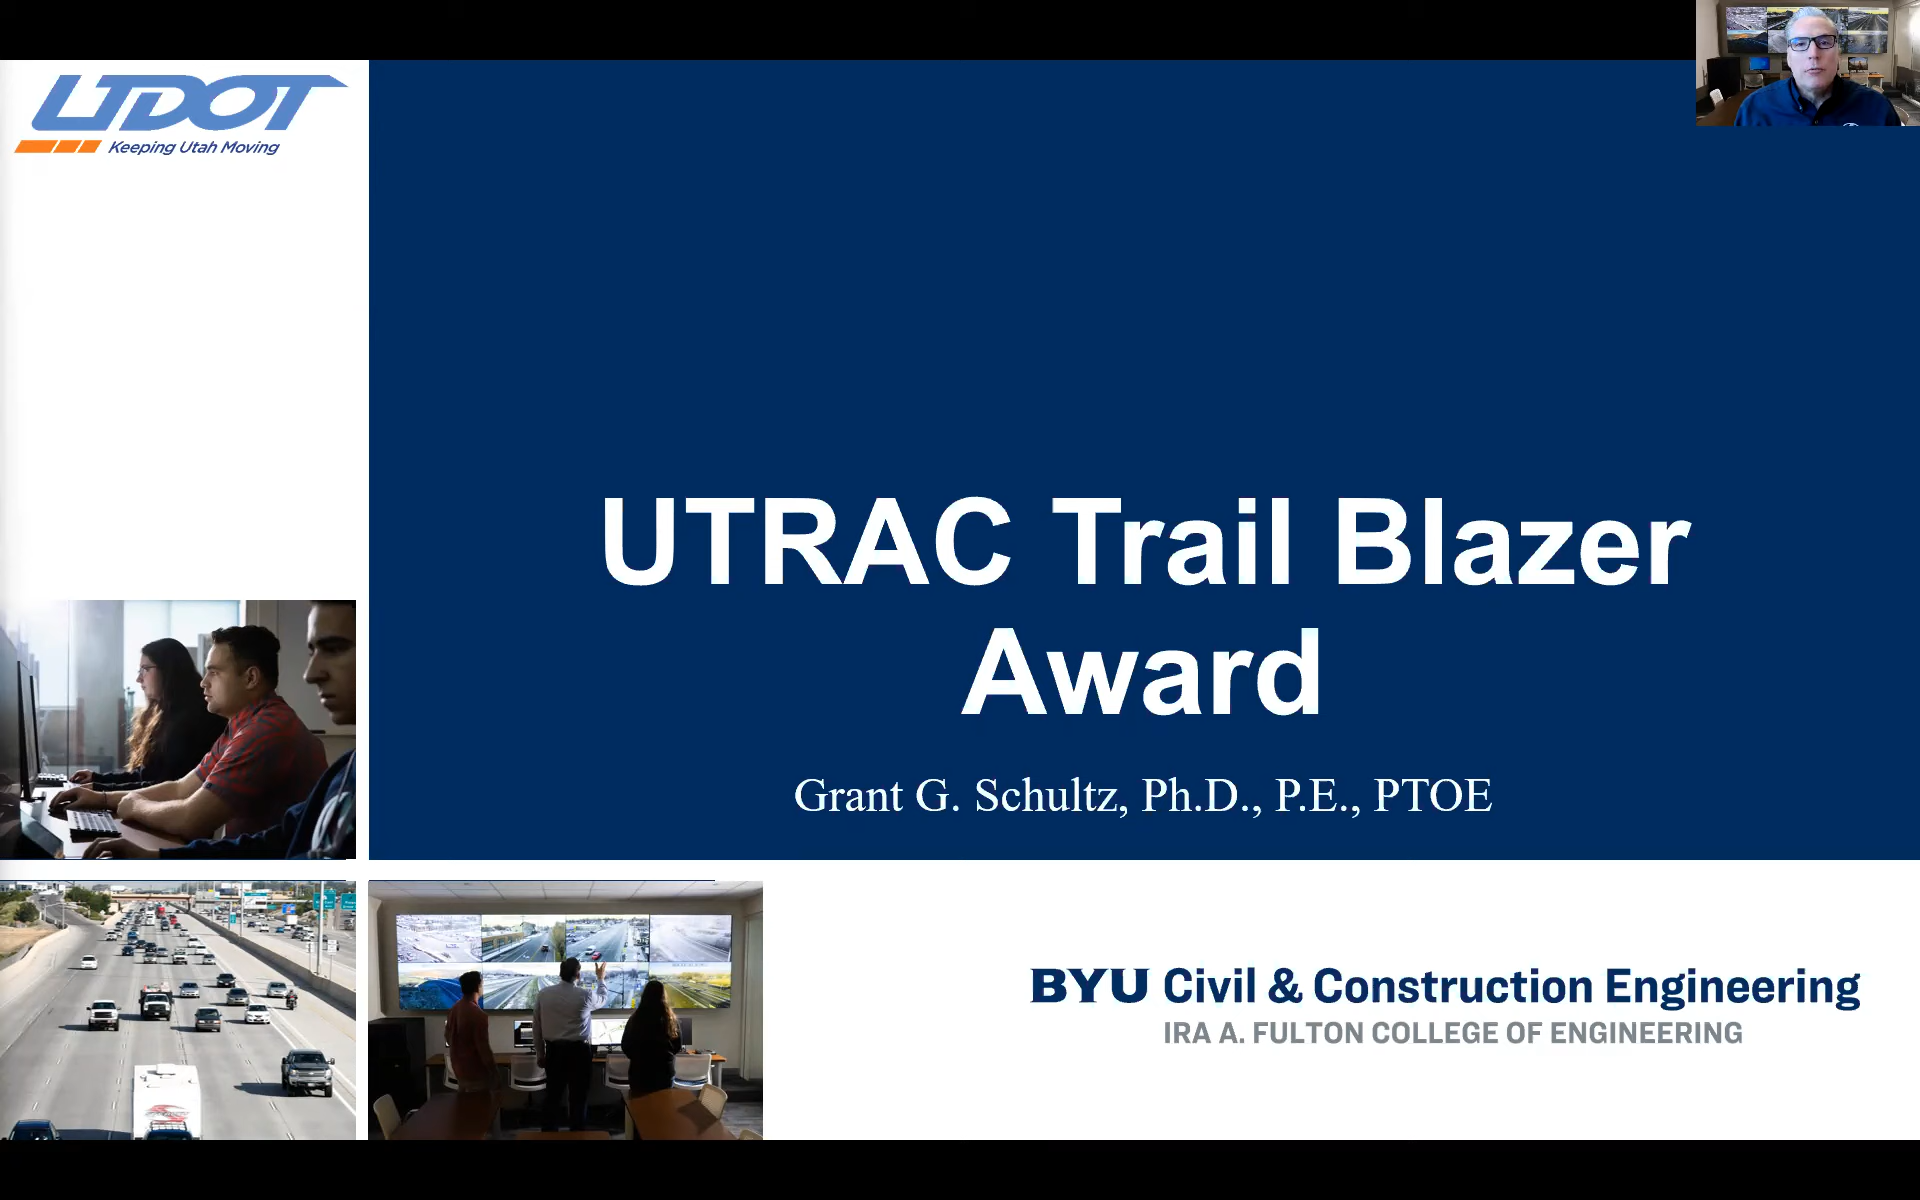 UDOT
Keeping Utah Moving
UTRAC Trail Blazer
Award
Grant G. Schultz, Ph.D., P.E., PTOE
BYU Civil & Construction Engineering
IRA A. FULTON COLLEGE OF ENGINEERING